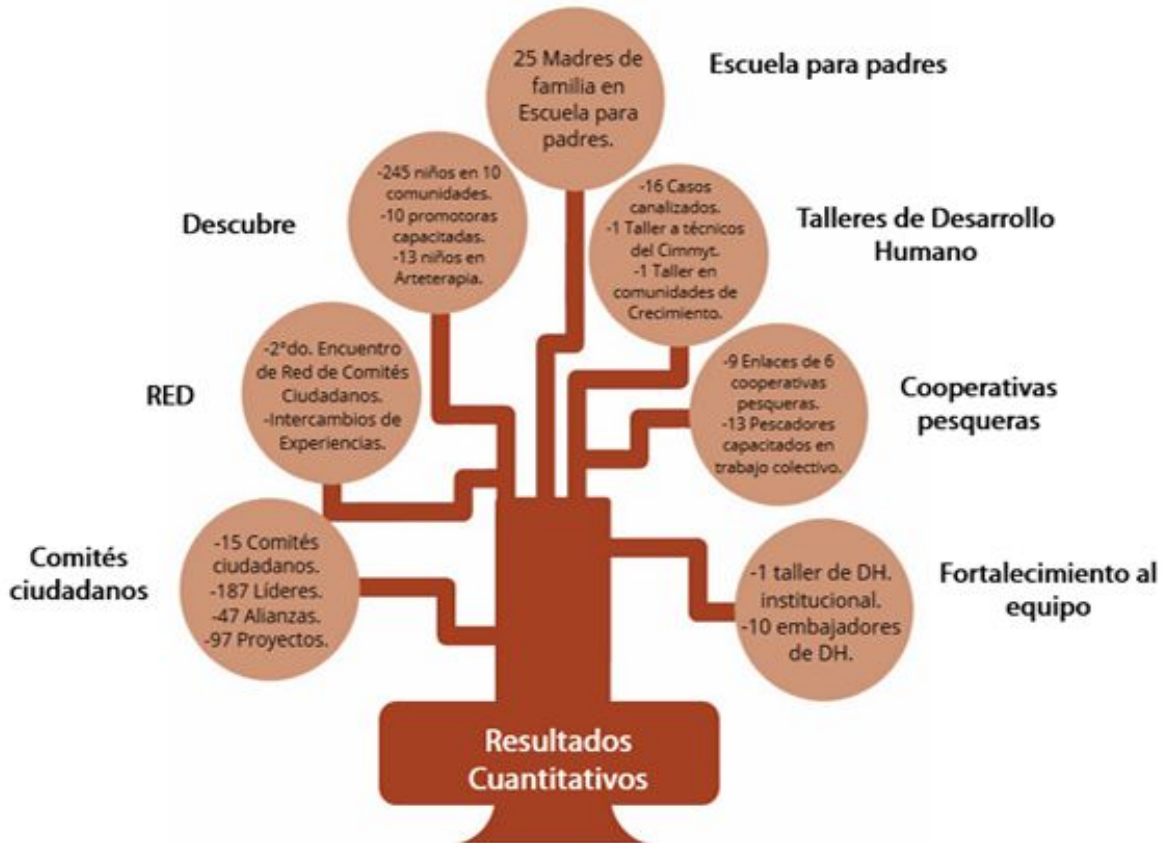 Escuela para padres
25 Madres de
familia en
Escuela para
padres.
Descubre
-245 niños en 10
comunidades.
-10 promotoras
capacitadas.
-13 niños en
Arteterapia.
Talleres de Desarrollo
Humano
-16 Casos
canalizados.
-1 Taller a técnicos
del Cimmyt.
-1 Taller en
comunidades de
Crecimiento.
RED
-2°do. Encuentro
de Red de Comités
Ciudadanos.
-Intercambios de
Experiencias.
Cooperativas
pesqueras
-9 Enlaces de 6
cooperativas
pesqueras.
-13 Pescadores
capacitados en
trabajo colectivo.
Comités
ciudadanos
-15 Comités
ciudadanos.
-187 Líderes.
-47 Alianzas.
-97 Proyectos.
Fortalecimiento al
equipo
-1 taller de DH.
institucional.
-10 embajadores
de DH.
Resultados
Cuantitativos